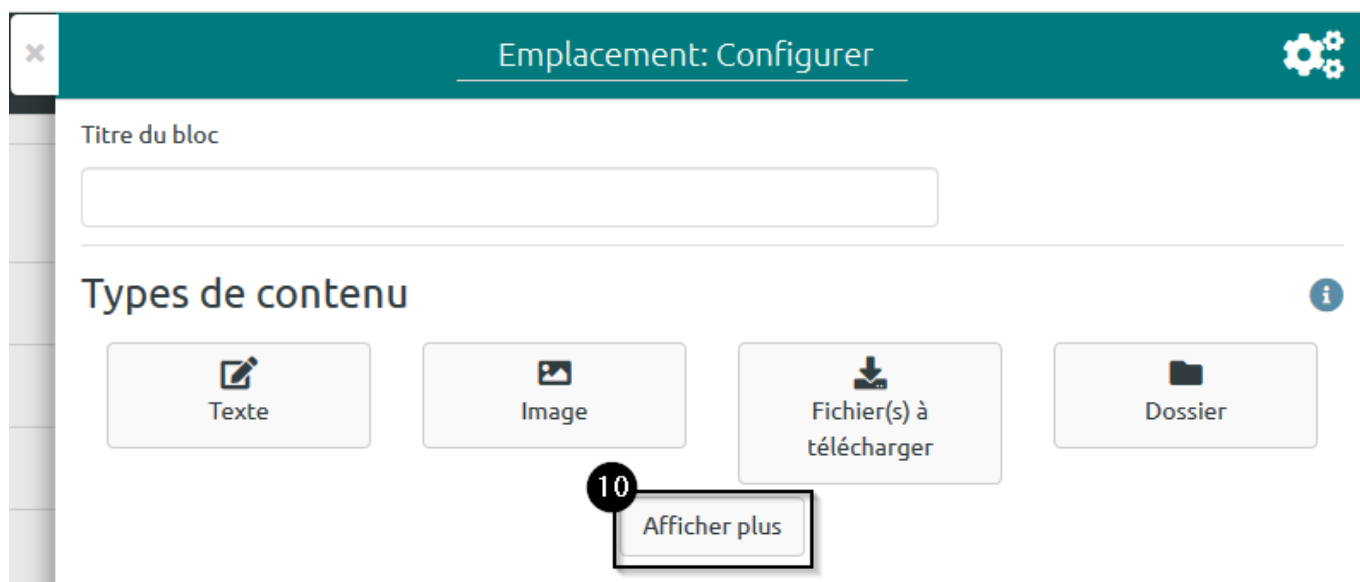 Emplacement: Configurer
Titre du bloc
Types de contenu
Texte
Image
Fichier(s) à
télécharger
Dossier
10
Afficher plus